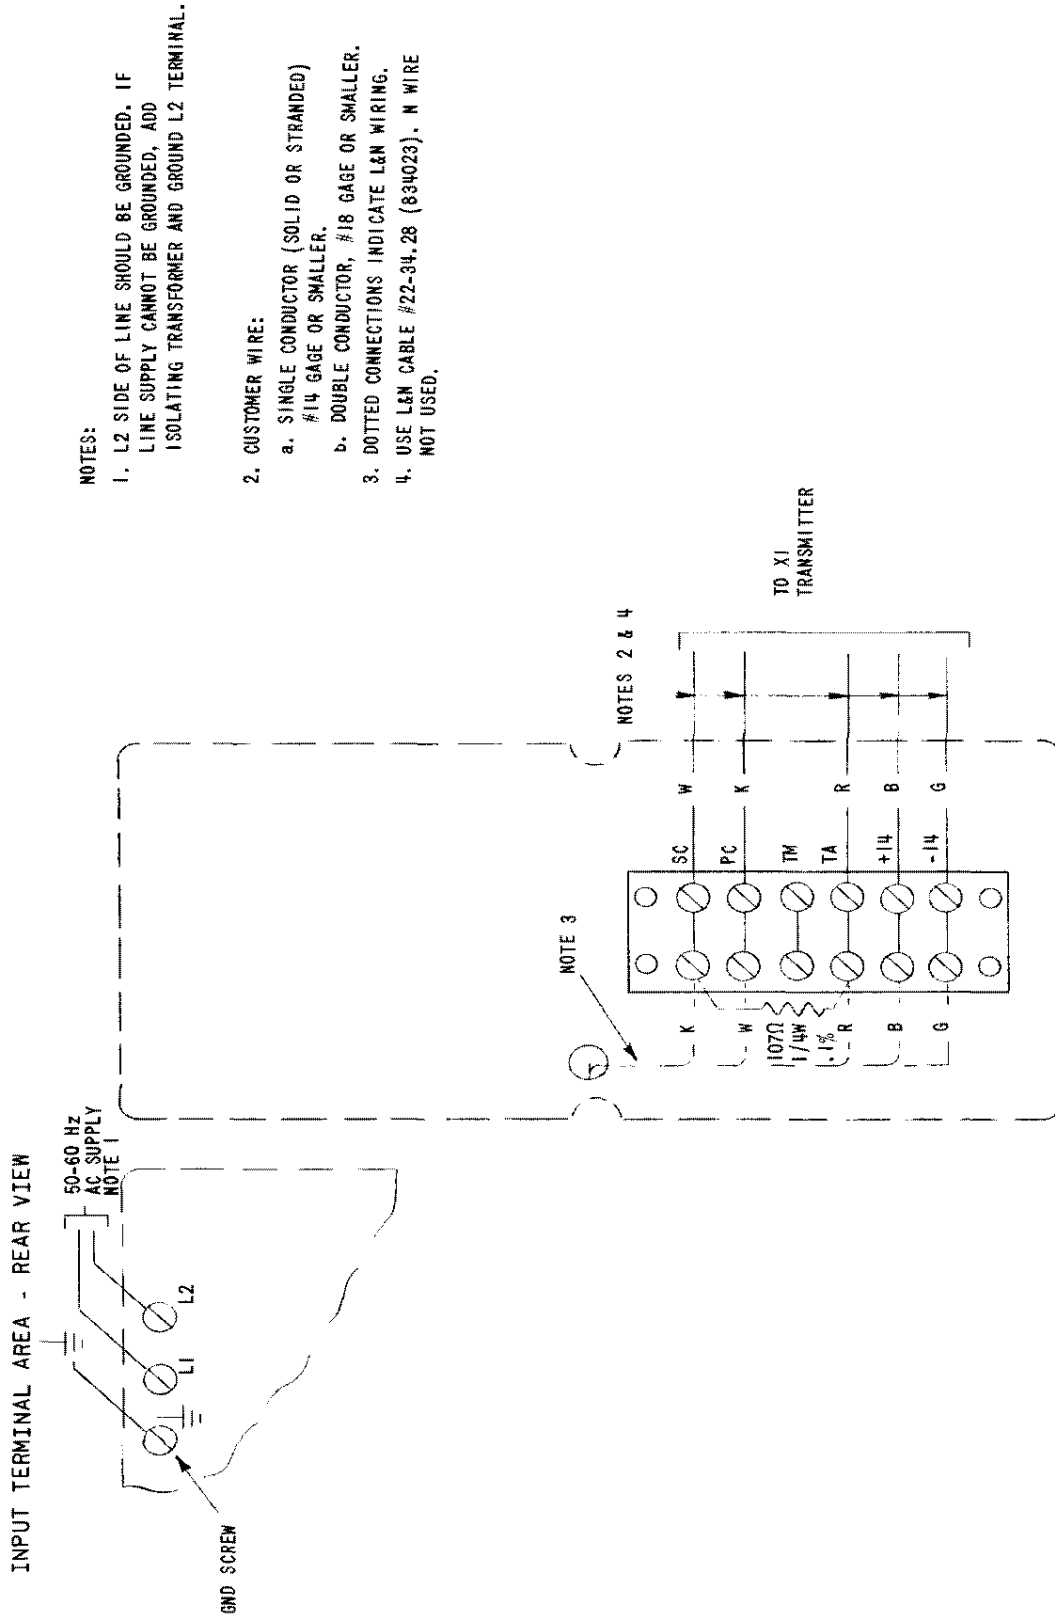 INPUT TERMINAL AREA - REAR VIEW
50-60 Hz
AC SUPPLY
NOTE 1
L1
L2
GND SCREW
NOTE 3
K
W
107Ω
1/4W
.1%
R
B
G
SC
PC
TM
TA
+14
-14
W
K
R
B
G
NOTES 2 & 4
TO X1
TRANSMITTER
NOTES:
1. L2 SIDE OF LINE SHOULD BE GROUNDED. IF
LINE SUPPLY CANNOT BE GROUNDED, ADD
ISOLATING TRANSFORMER AND GROUND L2 TERMINAL.
2. CUSTOMER WIRE:
a. SINGLE CONDUCTOR (SOLID OR STRANDED)
#14 GAGE OR SMALLER.
b. DOUBLE CONDUCTOR, #18 GAGE OR SMALLER.
3. DOTTED CONNECTIONS INDICATE L&N WIRING.
4. USE L&N CABLE #22-34.28 (834023). N WIRE
NOT USED.